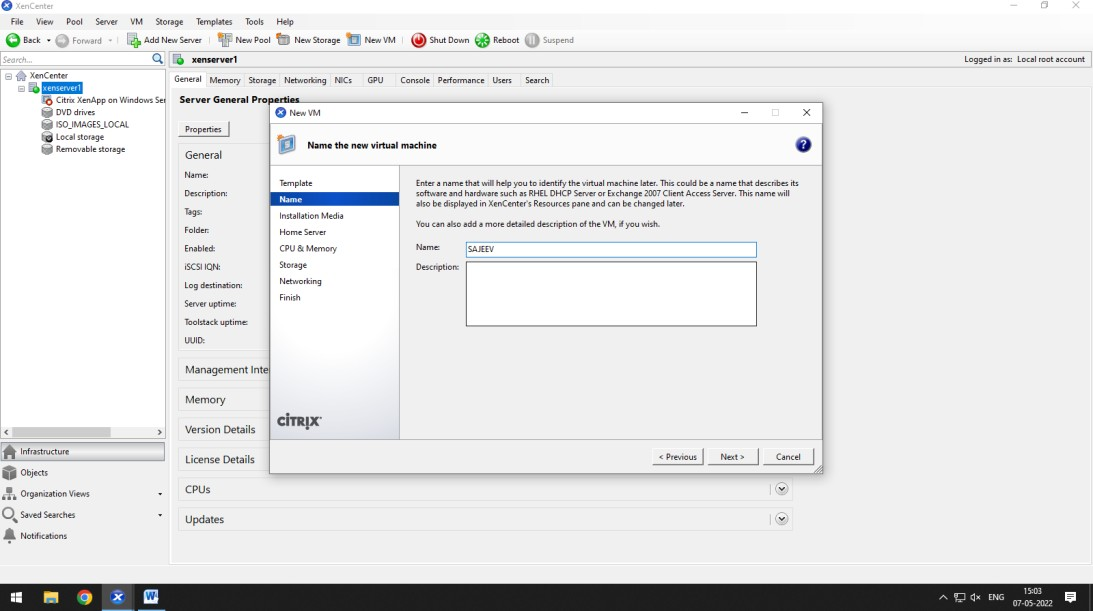 XenCenter
File View Pool Server VM Storage Templates Tools Help
Back Forward Add New Server New Pool New Storage New VM Shut Down Reboot Suspend
Search...
xenserver1
Logged in as: Local root account
XenCenter
xenserver1
Citrix XenApp on Windows Ser
DVD drives
ISO_IMAGES_LOCAL
Local storage
Removable storage
General Memory Storage Networking NICs GPU Console Performance Users Search
Server General Properties
Properties
General
Name:
Description:
Tags:
Folder:
Enabled:
iSCSI IQN:
Log destination:
Server uptime:
Toolstack uptime:
UUID:
Management Inte
Memory
Version Details
License Details
CPUs
Updates
New VM
Name the new virtual machine
?
Template
Name
Installation Media
Home Server
CPU & Memory
Storage
Networking
Finish
CITRIX
Enter a name that will help you to identify the virtual machine later. This could be a name that describes its
software and hardware such as RHEL DHCP Server or Exchange 2007 Client Access Server. This name will
also be displayed in XenCenter's Resources pane and can be changed later.
You can also add a more detailed description of the VM, if you wish.
Name: SAJEEV
Description:
< Previous Next > Cancel
Infrastructure
Objects
Organization Views
Saved Searches
Notifications
ENG
15:03
07-05-2022